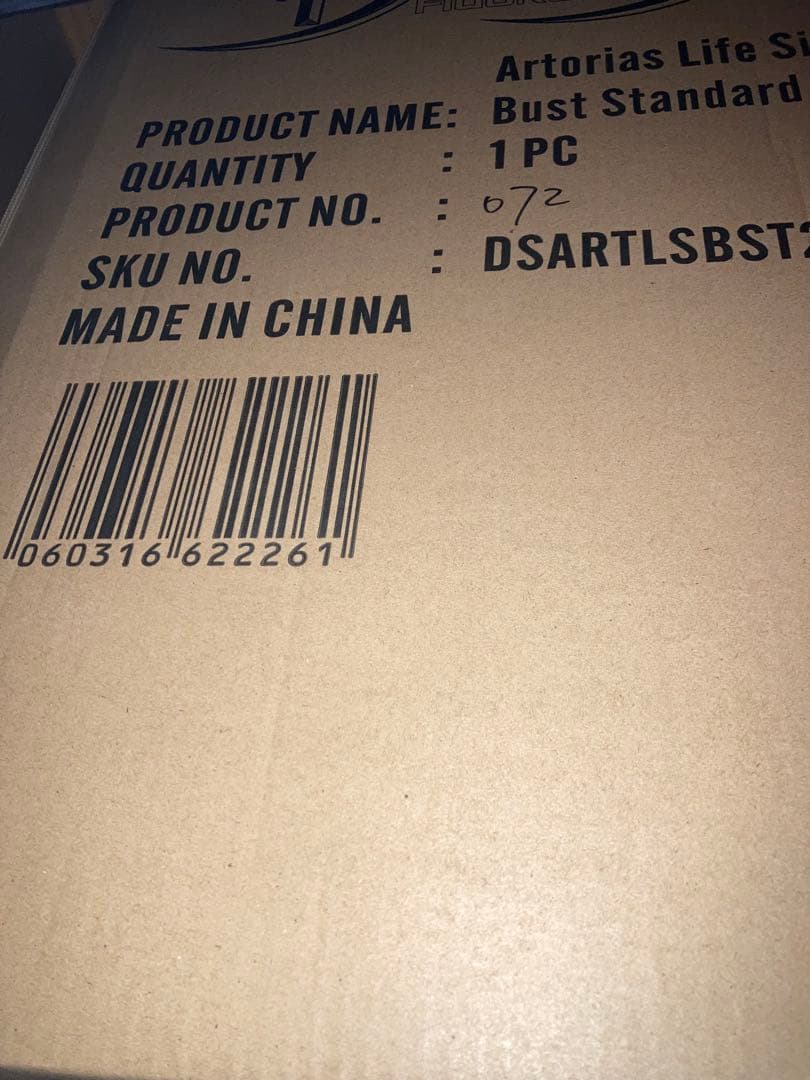 Artorias Life
PRODUCT NAME: Bust Standard
QUANTITY : 1 PC
PRODUCT NO. : 072
SKU NO. : DSARTLSBST
MADE IN CHINA
060316 622261